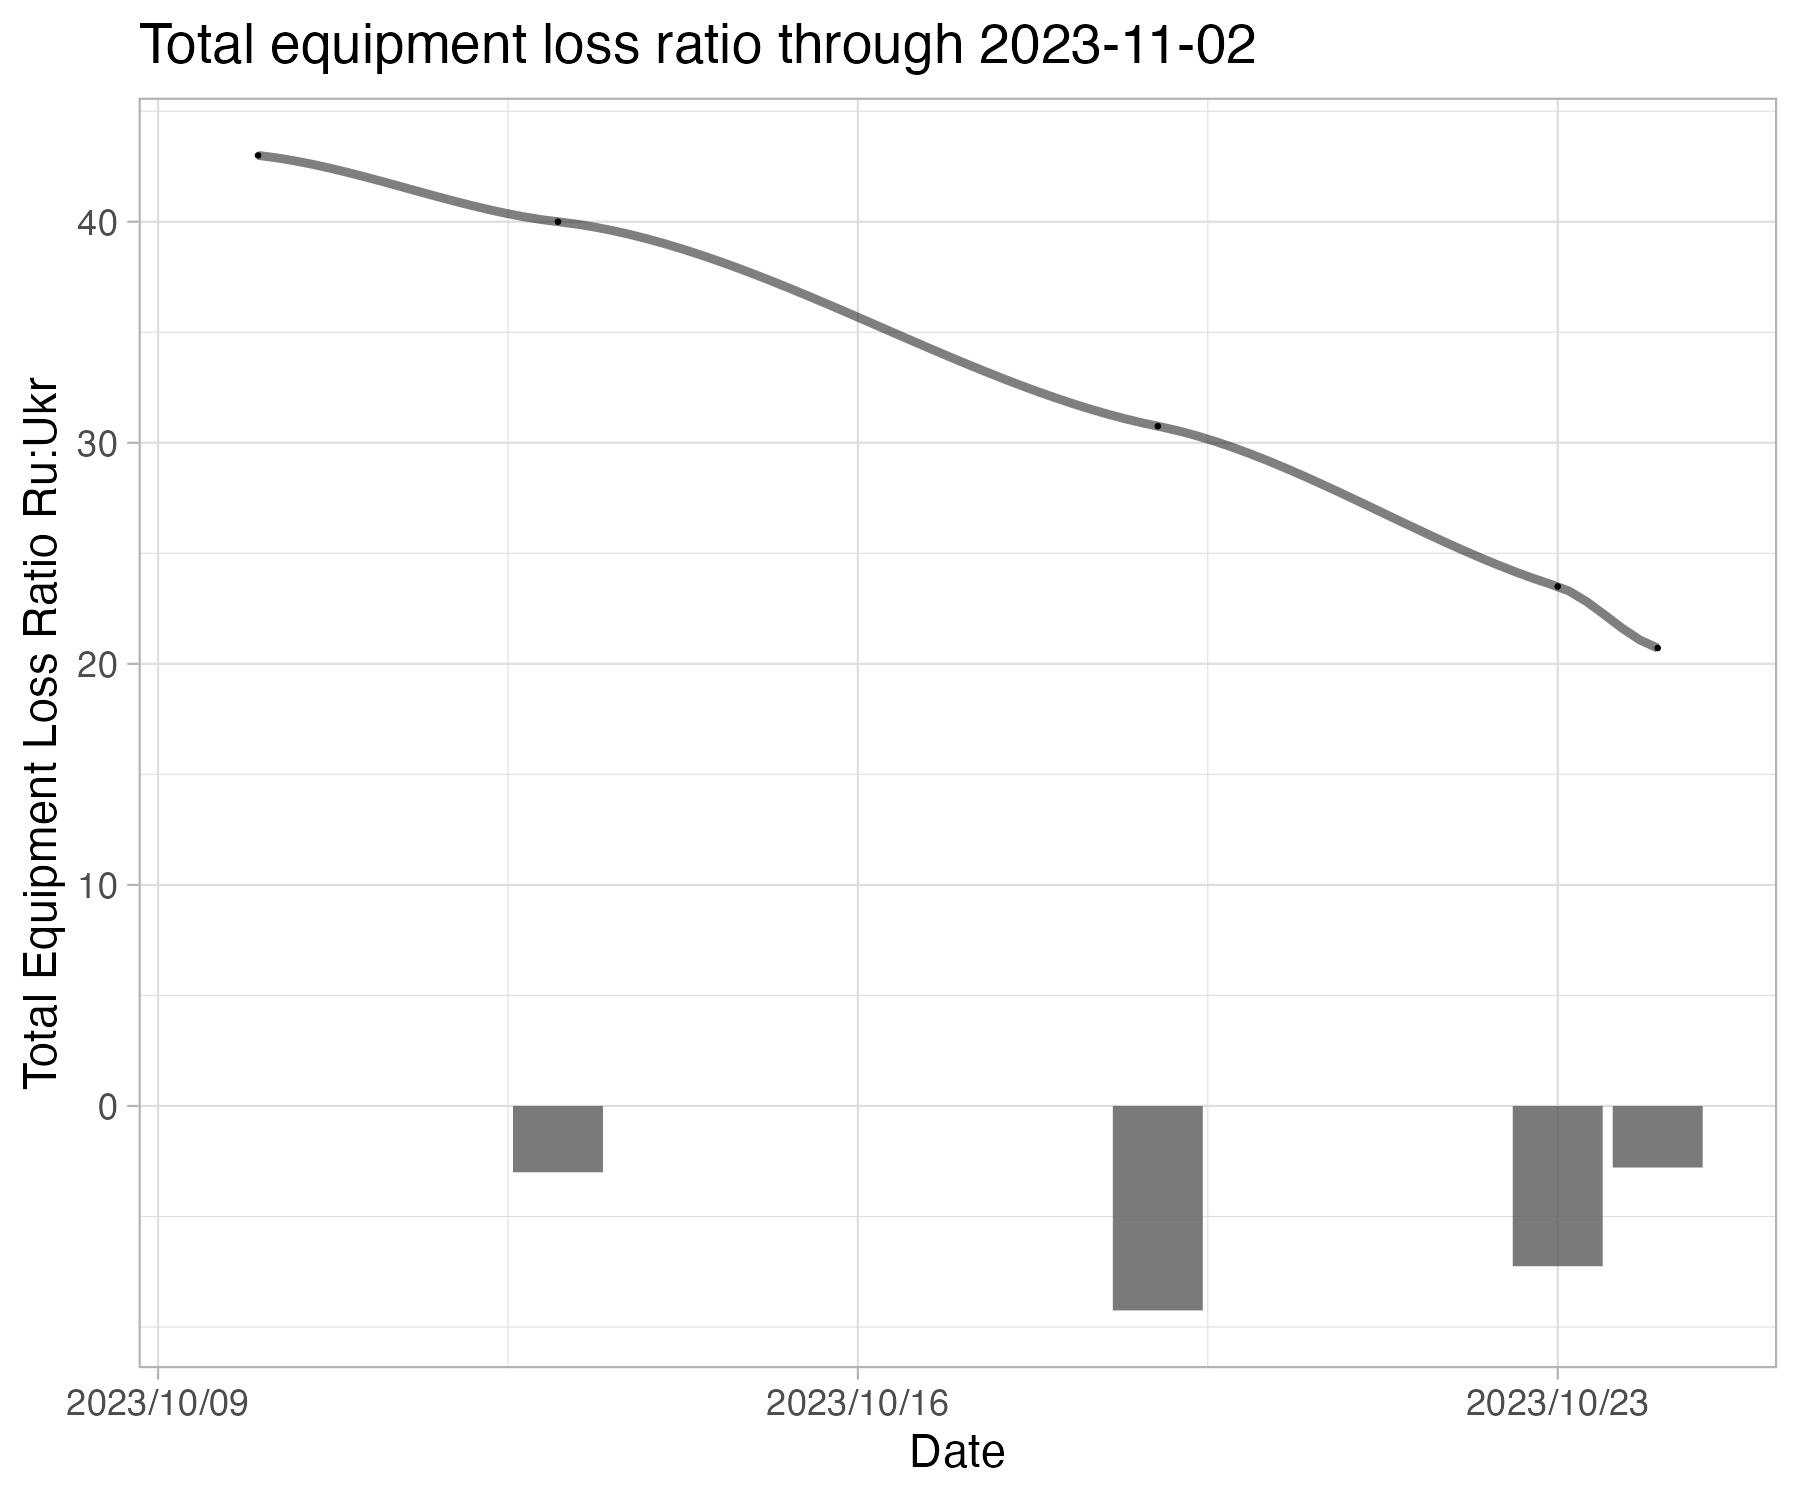 Total equipment loss ratio through 2023-11-02
Total Equipment Loss Ratio Ru:Ukr
40
30
20
10
0
2023/10/09
2023/10/16
2023/10/23
Date